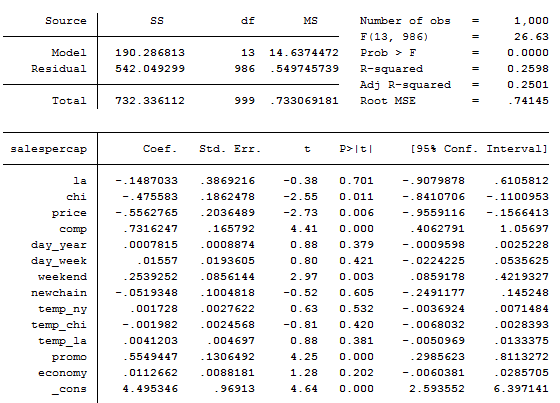 Source SS df MS Number of obs = 1,000
F(13, 986) = 26.63
Model 190.286813 13 14.6374472 Prob > F = 0.0000
Residual 542.049299 986 .549745739 R-squared = 0.2598
Adj R-squared = 0.2501
Total 732.336112 999 .733069181 Root MSE = .74145
salespercap Coef. Std. Err. t P>|t| [95% Conf. Interval]
la -.1487033 .3869216 -0.38 0.701 -.9079878 .6105812
chi -.475583 .1862478 -2.55 0.011 -.8410706 -.1100953
price -.5562765 .2036489 -2.73 0.006 -.9559116 -.1566413
comp .7316247 .165792 4.41 0.000 .4062791 1.05697
day_year .0007815 .0008874 0.88 0.379 -.0009598 .0025228
day_week .01557 .0193605 0.80 0.421 -.0224225 .0535625
weekend .2539252 .0856144 2.97 0.003 .0859178 .4219327
newchain -.0519348 .1004818 -0.52 0.605 -.2491177 .145248
temp_ny .001728 .0027622 0.63 0.532 -.0036924 .0071484
temp_chi -.001982 .0024568 -0.81 0.420 -.0068032 .0028393
temp_la .0041203 .004697 0.88 0.381 -.0050969 .0133375
promo .5549447 .1306492 4.25 0.000 .2985623 .8113272
economy .0112662 .0088181 1.28 0.202 -.0060381 .0285705
_cons 4.495346 .96913 4.64 0.000 2.593552 6.397141